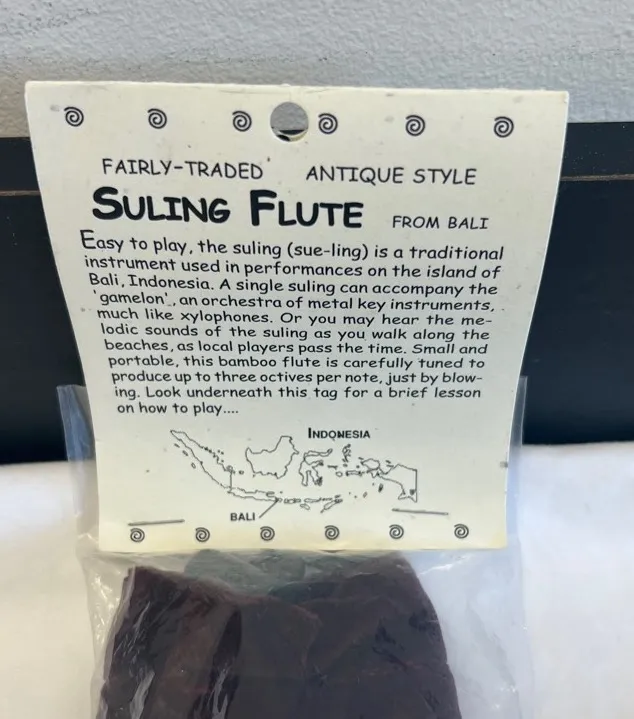 FAIRLY-TRADED ANTIQUE STYLE
SULING FLUTE FROM BALI
Easy to play, the suling (sue-ling) is a traditional
instrument used in performances on the island of
Bali, Indonesia. A single suling can accompany the
'gamelon', an orchestra of metal key instruments,
much like xylophones. Or you may hear the me-
lodic sounds of the suling as you walk along the
beaches, as local players pass the time. Small and
portable, this bamboo flute is carefully tuned to
produce up to three octives per note, just by blow-
ing. Look underneath this tag for a brief lesson
on how to play....
INDONESIA
BALI